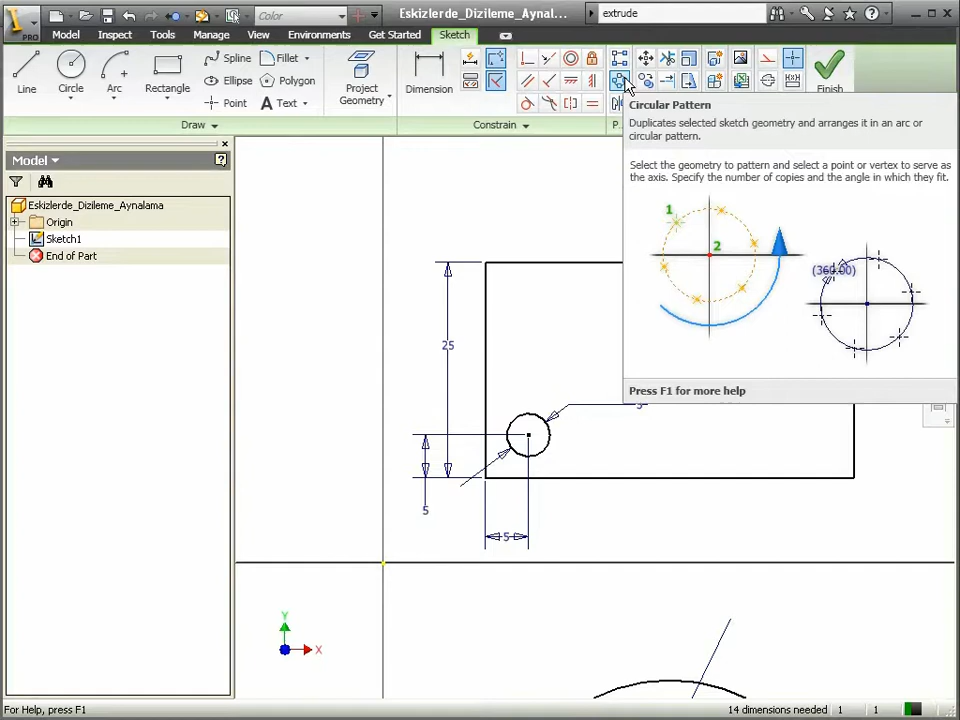 PRO
Color
Eskizlerde_Dizileme_Aynal...
extrude
Model Inspect Tools Manage View Environments Get Started Sketch
Line
Circle
Arc
Rectangle
Spline
Ellipse
Point
Fillet
Polygon
Text
Project
Geometry
Dimension
Finish
Draw
Constrain
P...
Circular Pattern
Duplicates selected sketch geometry and arranges it in an arc or
circular pattern.
Select the geometry to pattern and select a point or vertex to serve as
the axis. Specify the number of copies and the angle in which they fit.
1
2
(360.00)
Press F1 for more help
Model
Eskizlerde_Dizileme_Aynalama
Origin
Sketch1
End of Part
25
5
5
Y
X
For Help, press F1
14 dimensions needed 1 1